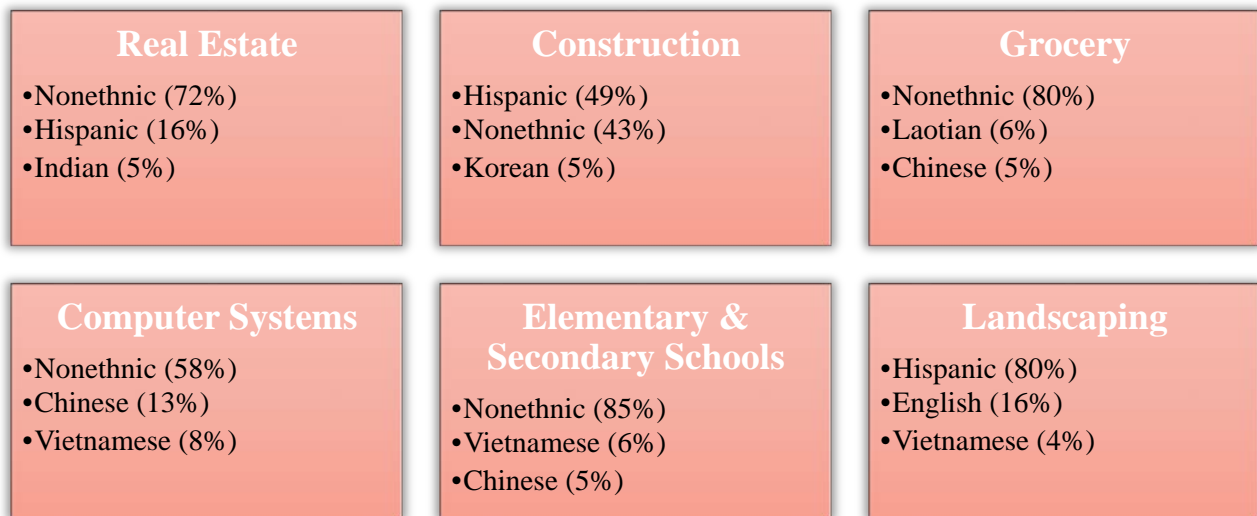 Real Estate
•Nonethnic (72%)
•Hispanic (16%)
•Indian (5%)
Construction
•Hispanic (49%)
•Nonethnic (43%)
•Korean (5%)
Grocery
•Nonethnic (80%)
•Laotian (6%)
•Chinese (5%)
Computer Systems
•Nonethnic (58%)
•Chinese (13%)
•Vietnamese (8%)
Elementary &
Secondary Schools
•Nonethnic (85%)
•Vietnamese (6%)
•Chinese (5%)
Landscaping
•Hispanic (80%)
•English (16%)
•Vietnamese (4%)